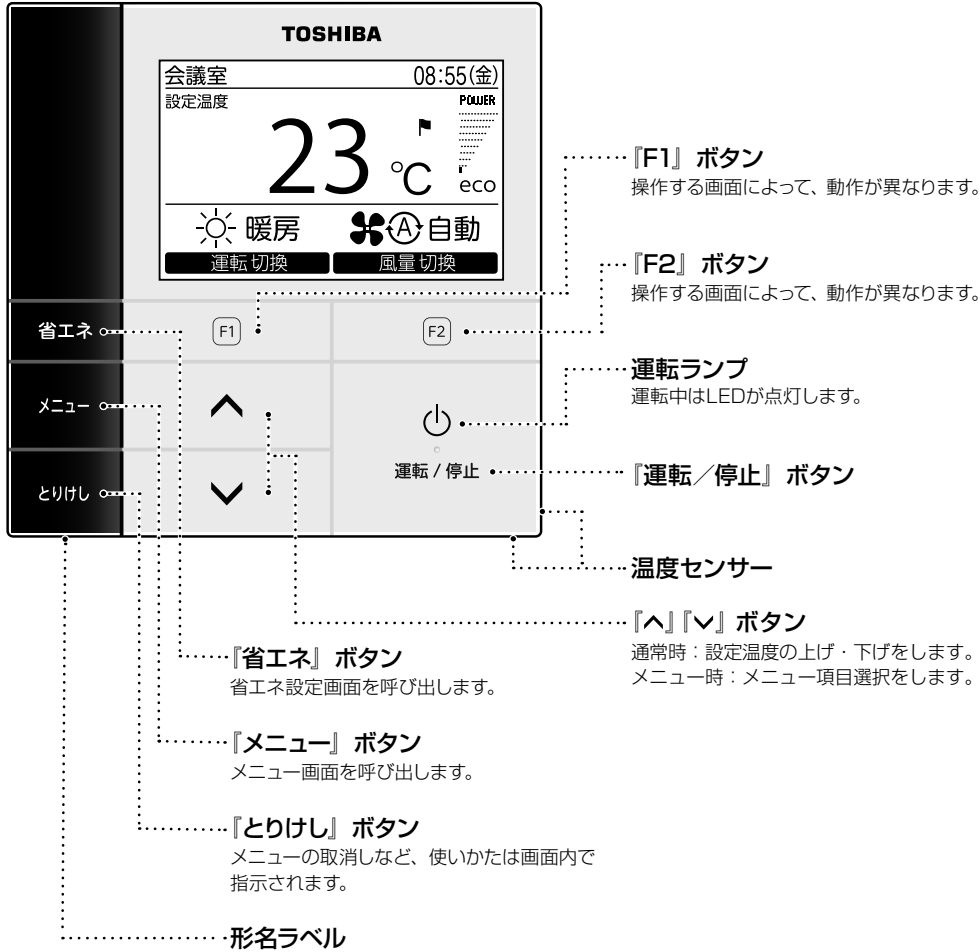 TOSHIBA
会議室 08:55(金)
設定温度 POWER
23 ℃
eco
暖房 A 自動
運転切換 風量切換
省エネ
F1 F2
メニュー
運転 / 停止
とりけし
『F1』 ボタン
操作する画面によって、動作が異なります。
『F2』 ボタン
操作する画面によって、動作が異なります。
運転ランプ
運転中はLEDが点灯します。
『運転／停止』 ボタン
温度センサー
『∧』『∨』 ボタン
通常時：設定温度の上げ・下げをします。
メニュー時：メニュー項目選択をします。
『省エネ』 ボタン
省エネ設定画面を呼び出します。
『メニュー』 ボタン
メニュー画面を呼び出します。
『とりけし』 ボタン
メニューの取消しなど、使いかたは画面内で
指示されます。
形名ラベル